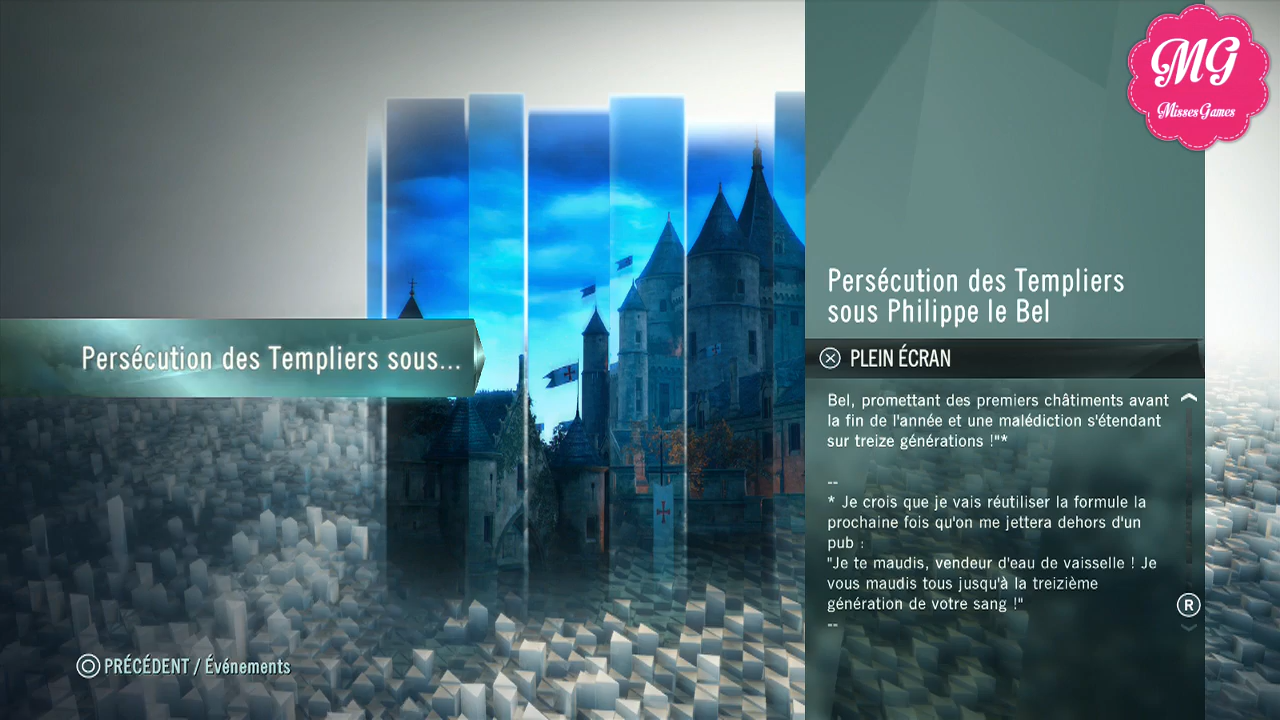 MG
Misses Games
Persécution des Templiers sous...
Persécution des Templiers
sous Philippe le Bel
PLEIN ÉCRAN
Bel, promettant des premiers châtiments avant
la fin de l'année et une malédiction s'étendant
sur treize générations !"*
--
* Je crois que je vais réutiliser la formule la
prochaine fois qu'on me jettera dehors d'un
pub :
"Je te maudis, vendeur d'eau de vaisselle ! Je
vous maudis tous jusqu'à la treizième
génération de votre sang !"
--
R
PRÉCÉDENT / Événements